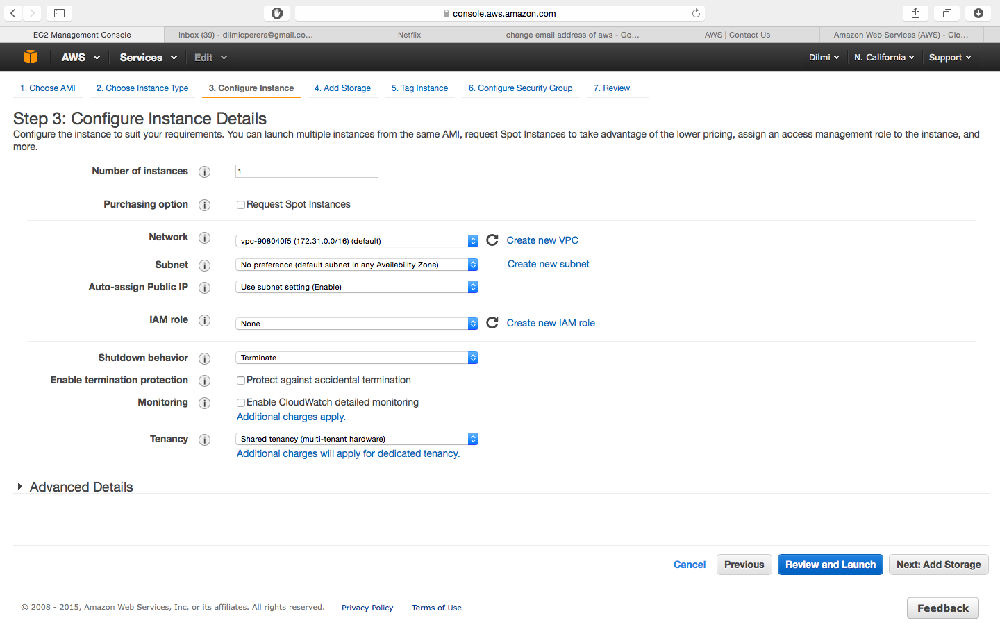 console.aws.amazon.com
EC2 Management Console
Inbox (39) - dilmicperera@gmail.co...
Netflix
change email address of aws - Go...
AWS | Contact Us
Amazon Web Services (AWS) - Clo...
AWS
Services
Edit
Dilmi
N. California
Support
1. Choose AMI
2. Choose Instance Type
3. Configure Instance
4. Add Storage
5. Tag Instance
6. Configure Security Group
7. Review
Step 3: Configure Instance Details
Configure the instance to suit your requirements. You can launch multiple instances from the same AMI, request Spot Instances to take advantage of the lower pricing, assign an access management role to the instance, and
more.
Number of instances
1
Purchasing option
Request Spot Instances
Network
vpc-908040f5 (172.31.0.0/16) (default)
Create new VPC
Subnet
No preference (default subnet in any Availability Zone)
Create new subnet
Auto-assign Public IP
Use subnet setting (Enable)
IAM role
None
Create new IAM role
Shutdown behavior
Terminate
Enable termination protection
Protect against accidental termination
Monitoring
Enable CloudWatch detailed monitoring
Additional charges apply.
Tenancy
Shared tenancy (multi-tenant hardware)
Additional charges will apply for dedicated tenancy.
Advanced Details
Cancel
Previous
Review and Launch
Next: Add Storage
© 2008 - 2015, Amazon Web Services, Inc. or its affiliates. All rights reserved.
Privacy Policy
Terms of Use
Feedback